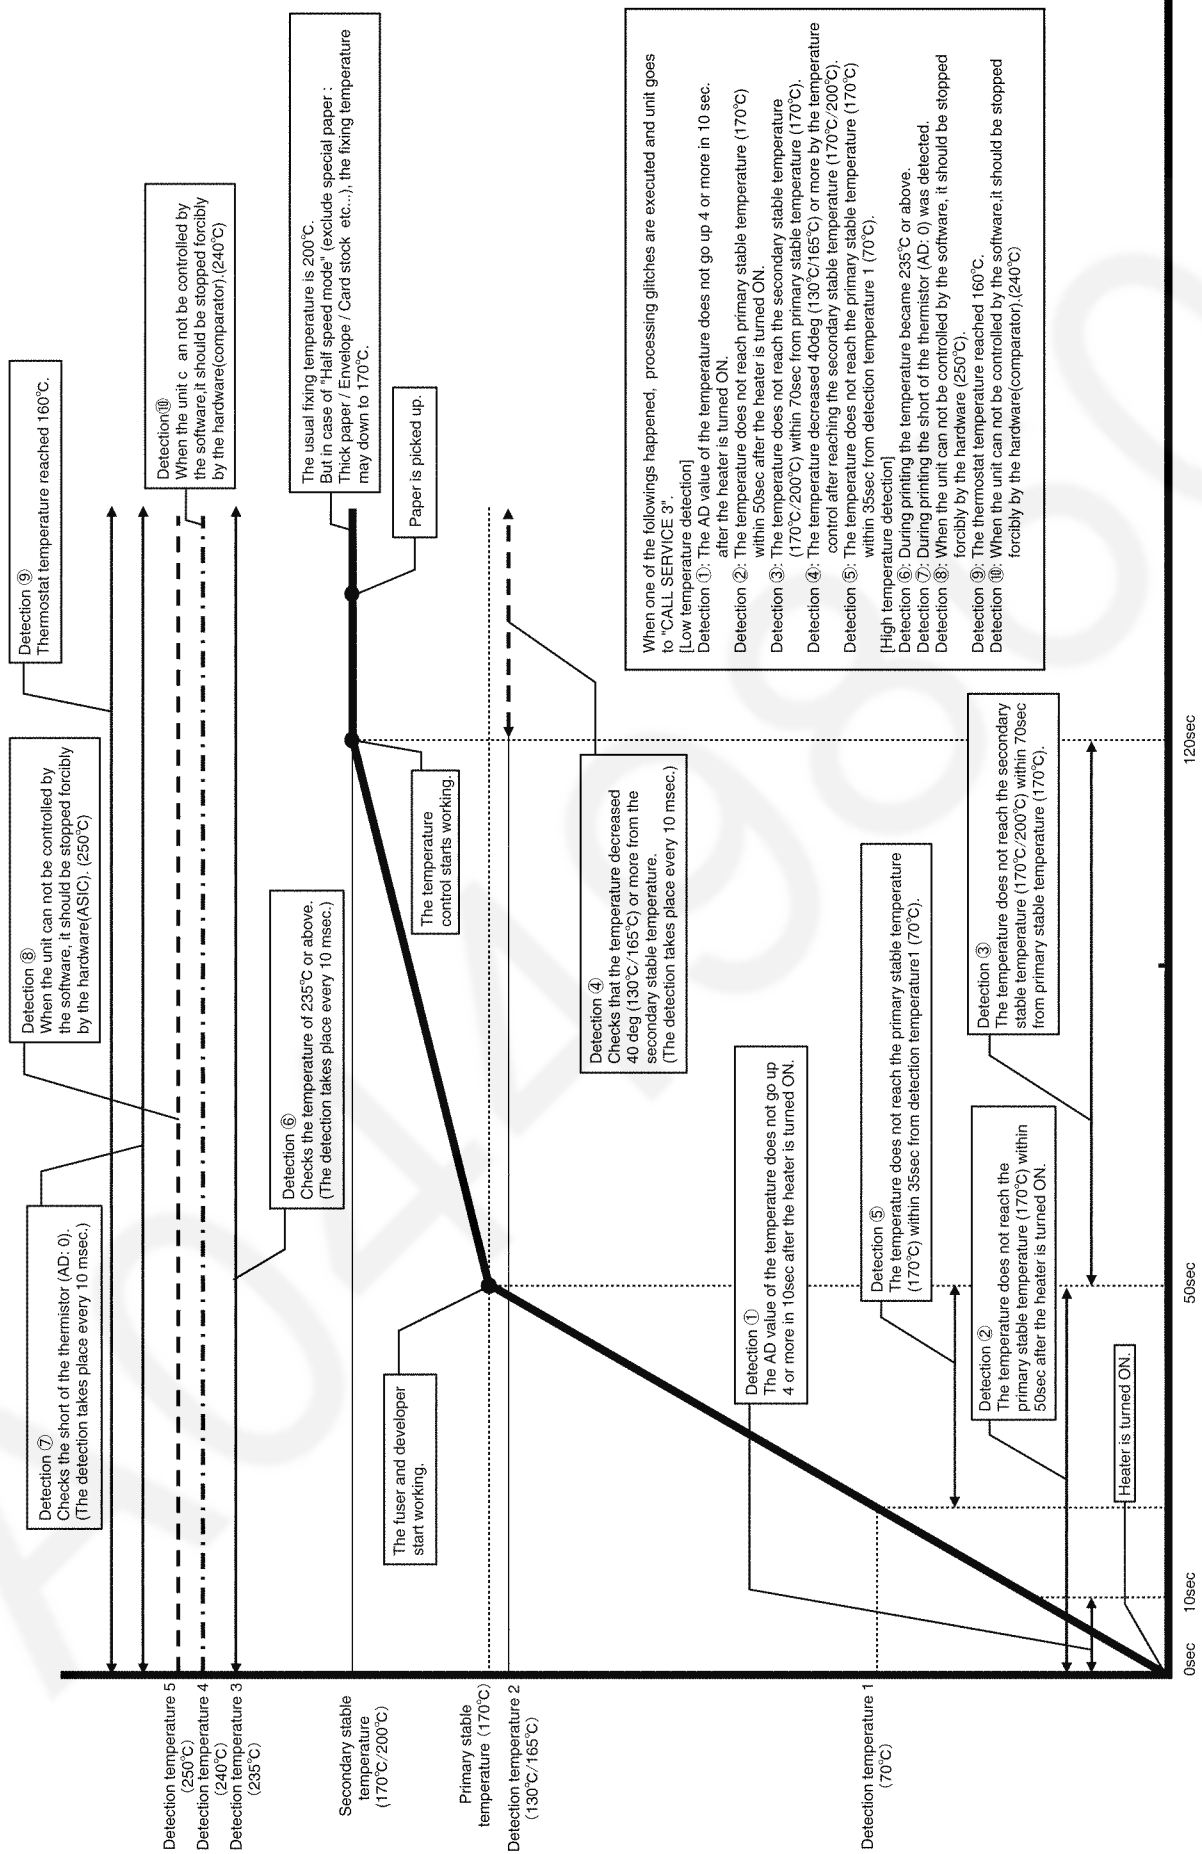 Detection ⑦
Checks the short of the thermistor (AD: 0).
(The detection takes place every 10 msec.)
Detection ⑧
When the unit can not be controlled by
the software, it should be stopped forcibly
by the hardware(ASIC). (250°C)
Detection ⑨
Thermostat temperature reached 160°C.
Detection⑩
When the unit c an not be controlled by
the software,it should be stopped forcibly
by the hardware(comparator).(240°C)
Detection temperature 5
(250°C)
Detection temperature 4
(240°C)
Detection temperature 3
(235°C)
Detection ⑥
Checks the temperature of 235°C or above.
(The detection takes place every 10 msec.)
The usual fixing temperature is 200°C.
But in case of "Half speed mode" (exclude special paper :
Thick paper / Envelope / Card stock etc...), the fixing temperature
may down to 170°C.
Secondary stable
temperature
(170°C/200°C)
The fuser and developer
start working.
The temperature
control starts working.
Paper is picked up.
Primary stable
temperature (170°C)
Detection temperature 2
(130°C/165°C)
Detection ④
Checks that the temperature decreased
40 deg (130°C/165°C) or more from the
secondary stable temperature.
(The detection takes place every 10 msec.)
When one of the followings happened, processing glitches are executed and unit goes
to "CALL SERVICE 3".
[Low temperature detection]
Detection ①: The AD value of the temperature does not go up 4 or more in 10 sec.
after the heater is turned ON.
Detection ②: The temperature does not reach primary stable temperature (170°C)
within 50sec after the heater is turned ON.
Detection ③: The temperature does not reach the secondary stable temperature
(170°C/200°C) within 70sec from primary stable temperature (170°C).
Detection ④: The temperature decreased 40deg (130°C/165°C) or more by the temperature
control after reaching the secondary stable temperature (170°C/200°C).
Detection ⑤: The temperature does not reach the primary stable temperature (170°C)
within 35sec from detection temperature 1 (70°C).
[High temperature detection]
Detection ⑥: During printing the temperature became 235°C or above.
Detection ⑦: During printing the short of the thermistor (AD: 0) was detected.
Detection ⑧: When the unit can not be controlled by the software, it should be stopped
forcibly by the hardware (250°C).
Detection ⑨: The thermostat temperature reached 160°C.
Detection ⑩: When the unit can not be controlled by the software,it should be stopped
forcibly by the hardware(comparator).(240°C)
Detection ①
The AD value of the temperature does not go up
4 or more in 10sec after the heater is turned ON.
Detection temperature 1
(70°C)
Detection ⑤
The temperature does not reach the primary stable temperature
(170°C) within 35sec from detection temperature1 (70°C).
Detection ②
The temperature does not reach the
primary stable temperature (170°C) within
50sec after the heater is turned ON.
Detection ③
The temperature does not reach the secondary
stable temperature (170°C/200°C) within 70sec
from primary stable temperature (170°C).
Heater is turned ON.
0sec
10sec
50sec
120sec